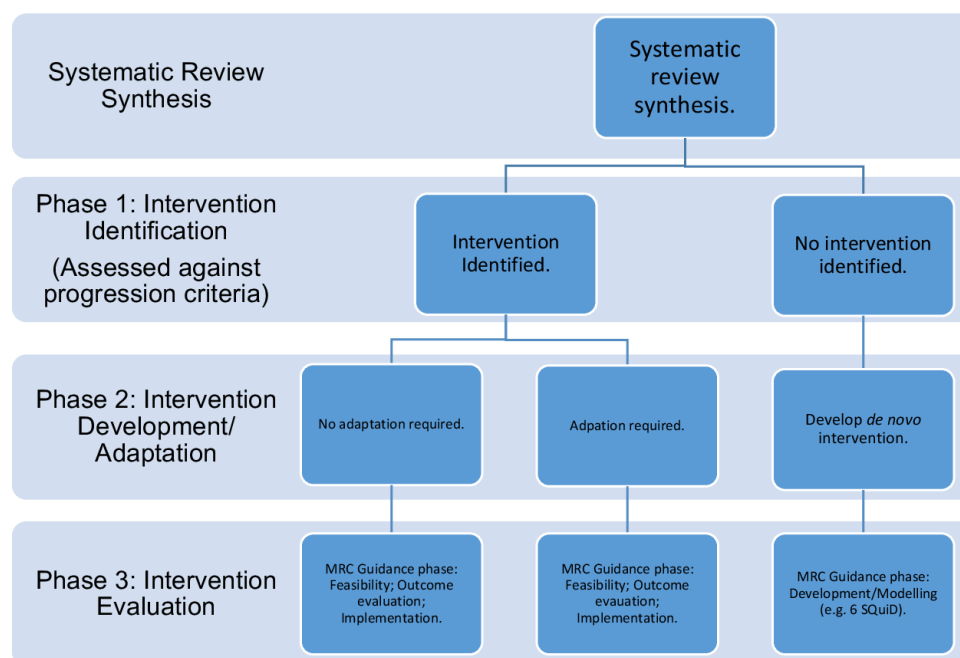 Systematic Review
Synthesis
Systematic
review
synthesis.
Phase 1: Intervention
Identification
(Assessed against
progression criteria)
Intervention
Identified.
No intervention
identified.
Phase 2: Intervention
Development/
Adaptation
No adaptation required.
Adpation required.
Develop de novo
intervention.
Phase 3: Intervention
Evaluation
MRC Guidance phase:
Feasibility; Outcome
evaluation;
Implementation.
MRC Guidance phase:
Feasibility; Outcome
evauation;
Implementation.
MRC Guidance phase:
Development/Modelling
(e.g. 6 SQuiD).